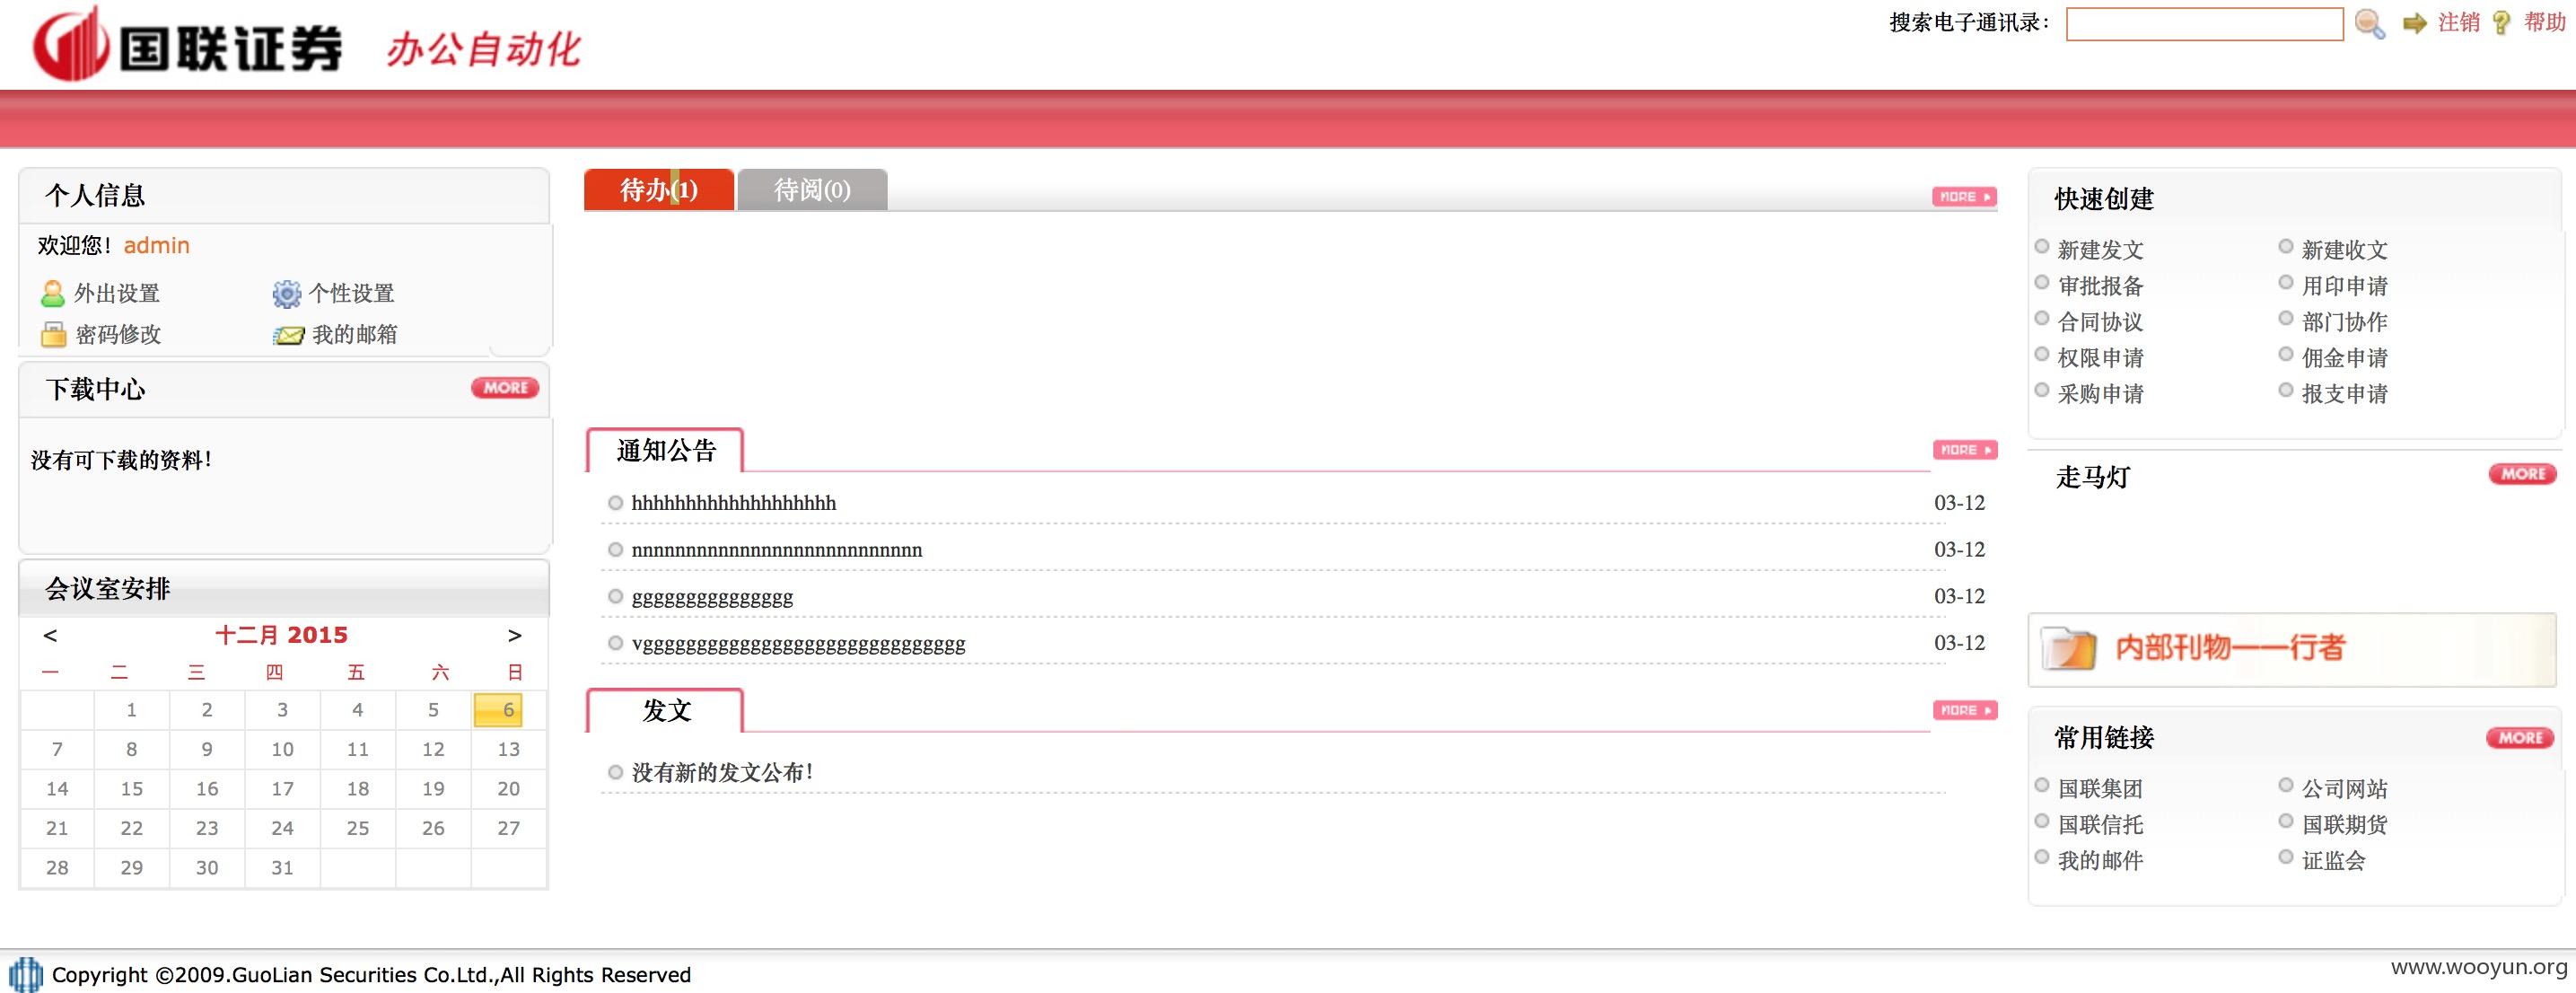 国联证券 办公自动化
搜索电子通讯录： 注销 帮助
个人信息
欢迎您！admin
外出设置 个性设置
密码修改 我的邮箱
下载中心 MORE
没有可下载的资料！
会议室安排
< 十二月 2015 >
一 二 三 四 五 六 日
1 2 3 4 5 6
7 8 9 10 11 12 13
14 15 16 17 18 19 20
21 22 23 24 25 26 27
28 29 30 31
待办(1) 待阅(0) MORE
通知公告 MORE
hhhhhhhhhhhhhhhhhhh 03-12
nnnnnnnnnnnnnnnnnnnnnnnnnnn 03-12
ggggggggggggggg 03-12
vgggggggggggggggggggggggggggggg 03-12
发文 MORE
没有新的发文公布！
快速创建
新建发文 新建收文
审批报备 用印申请
合同协议 部门协作
权限申请 佣金申请
采购申请 报支申请
走马灯 MORE
内部刊物——行者
常用链接 MORE
国联集团 公司网站
国联信托 国联期货
我的邮件 证监会
Copyright ©2009.GuoLian Securities Co.Ltd.,All Rights Reserved
www.wooyun.org